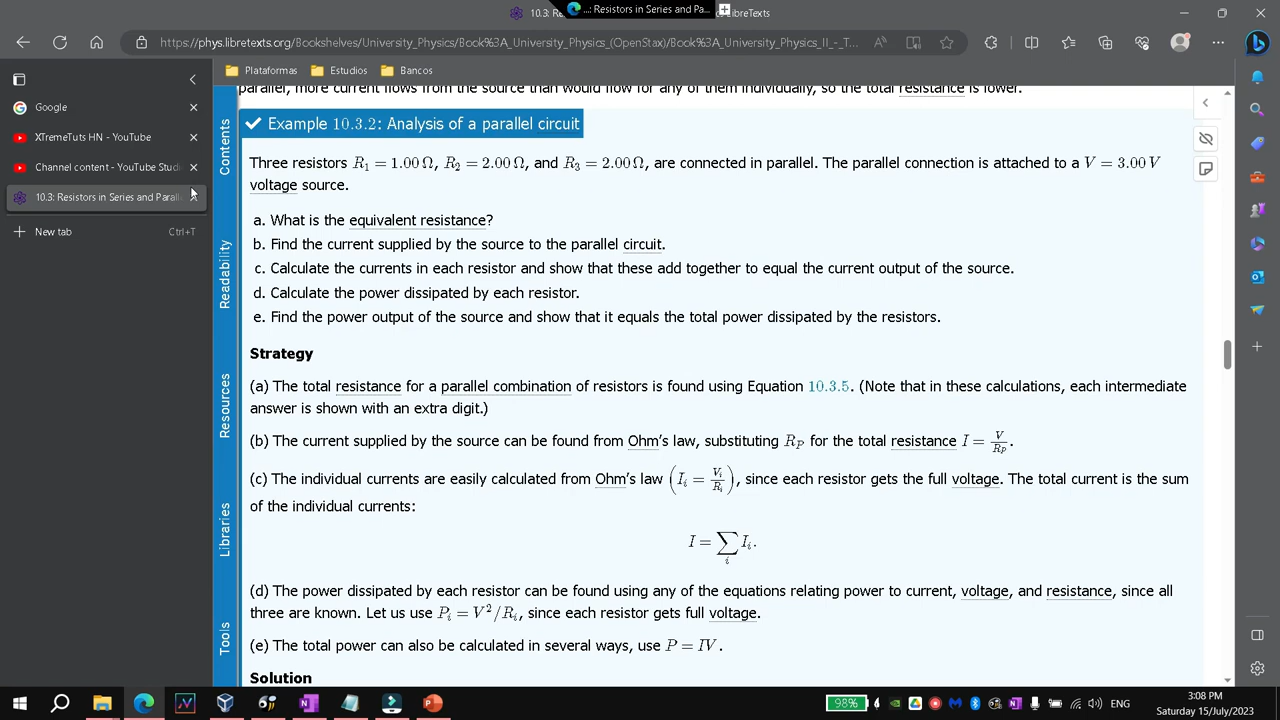 ...: Resistors in Series and Pa...
10.3: Re
LibreTexts
https://phys.libretexts.org/Bookshelves/University_Physics/Book%3A_University_Physics_(OpenStax)/Book%3A_University_Physics_II_-_T...
Plataformas
Estudios
Bancos
Google
XTremeTuts HN - YouTube
Channel content - YouTube Studi
10.3: Resistors in Series and Parall
New tab
Ctrl+T
Contents
Readability
Resources
Libraries
Tools
parallel, more current flows from the source than would flow for any of them individually, so the total resistance is lower.
✓ Example 10.3.2: Analysis of a parallel circuit
Three resistors R₁ = 1.00 Ω, R₂ = 2.00 Ω, and R₃ = 2.00 Ω, are connected in parallel. The parallel connection is attached to a V = 3.00 V
voltage source.
a. What is the equivalent resistance?
b. Find the current supplied by the source to the parallel circuit.
c. Calculate the currents in each resistor and show that these add together to equal the current output of the source.
d. Calculate the power dissipated by each resistor.
e. Find the power output of the source and show that it equals the total power dissipated by the resistors.
Strategy
(a) The total resistance for a parallel combination of resistors is found using Equation 10.3.5. (Note that in these calculations, each intermediate
answer is shown with an extra digit.)
(b) The current supplied by the source can be found from Ohm's law, substituting R_P for the total resistance I = V/R_P.
(c) The individual currents are easily calculated from Ohm's law (I_i = V_i/R_i), since each resistor gets the full voltage. The total current is the sum
of the individual currents:
I = ∑_i I_i.
(d) The power dissipated by each resistor can be found using any of the equations relating power to current, voltage, and resistance, since all
three are known. Let us use P_i = V²/R_i, since each resistor gets full voltage.
(e) The total power can also be calculated in several ways, use P = IV.
Solution
98%
ENG
3:08 PM
Saturday 15/July/2023